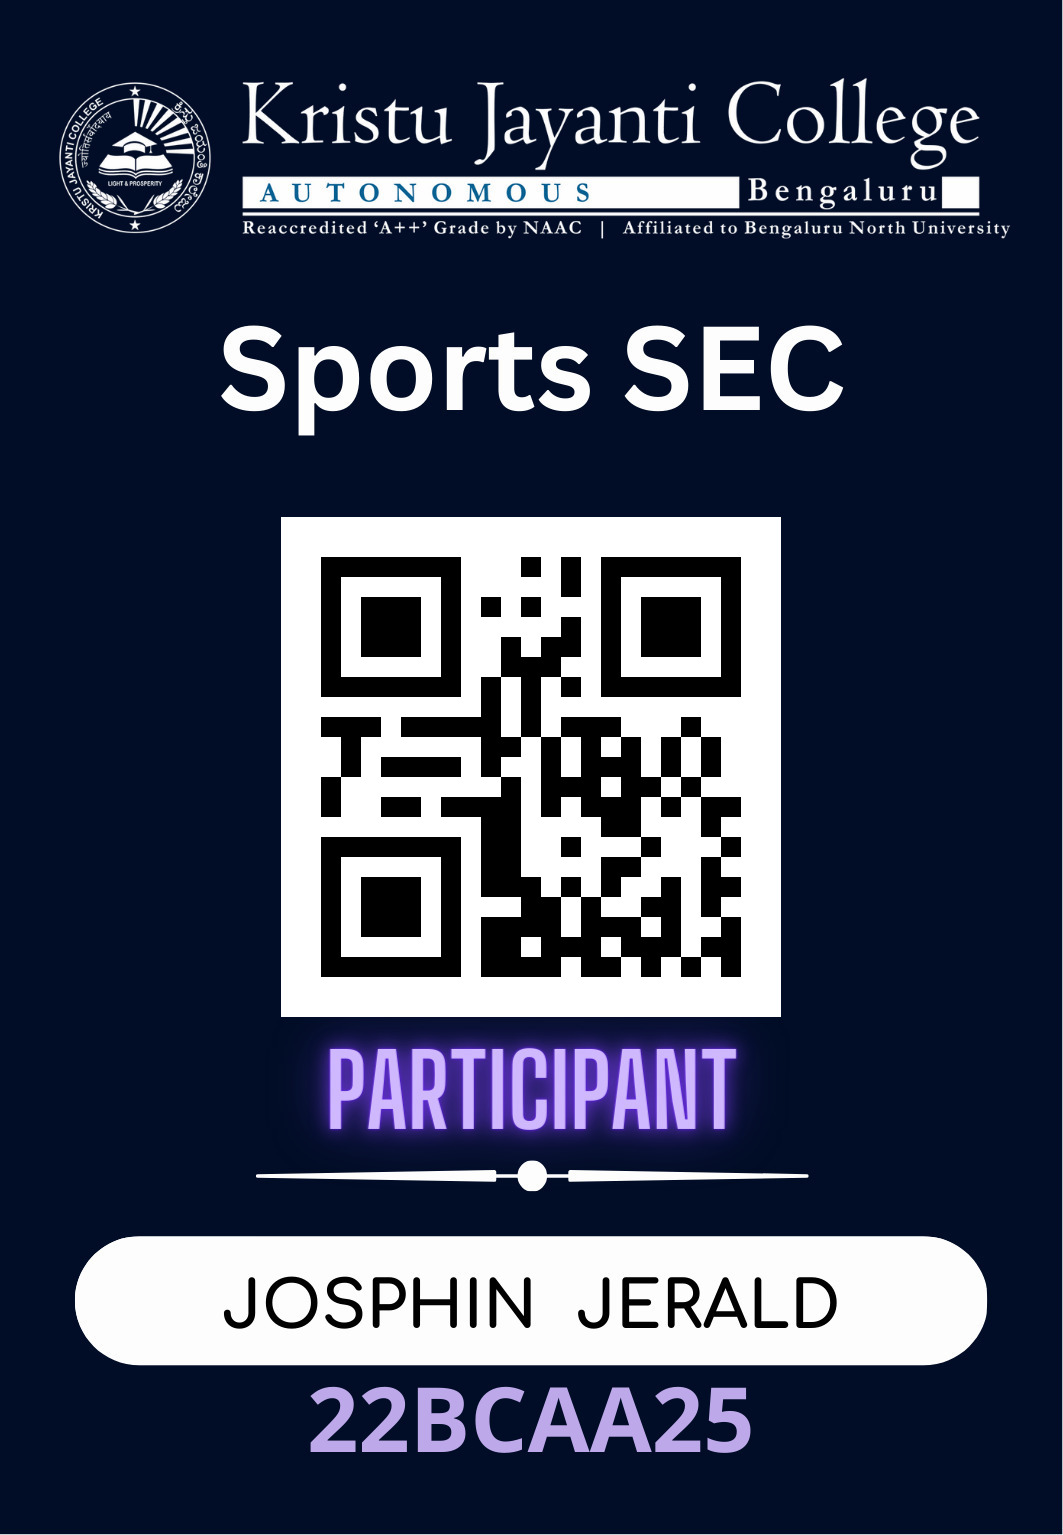 KRISTU JAYANTI COLLEGE
LIGHT & PROSPERITY
Kristu Jayanti College
AUTONOMOUS Bengaluru
Reaccredited ‘A++’ Grade by NAAC | Affiliated to Bengaluru North University
Sports SEC
PARTICIPANT
JOSPHIN JERALD
22BCAA25